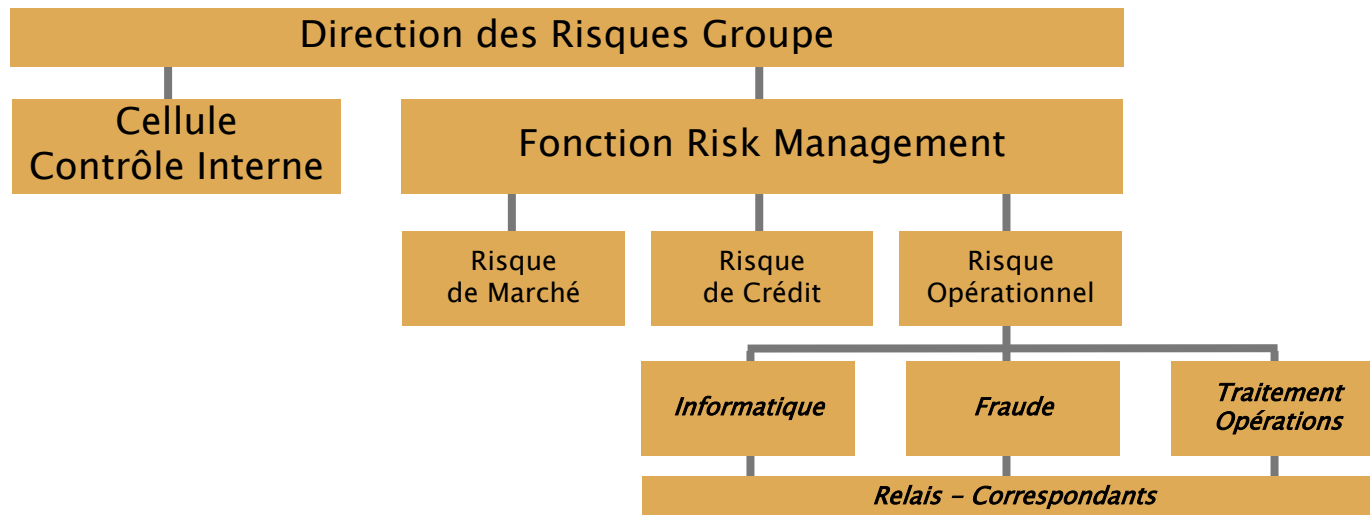 Direction des Risques Groupe
Cellule
Contrôle Interne
Fonction Risk Management
Risque
de Marché
Risque
de Crédit
Risque
Opérationnel
Informatique
Fraude
Traitement
Opérations
Relais – Correspondants